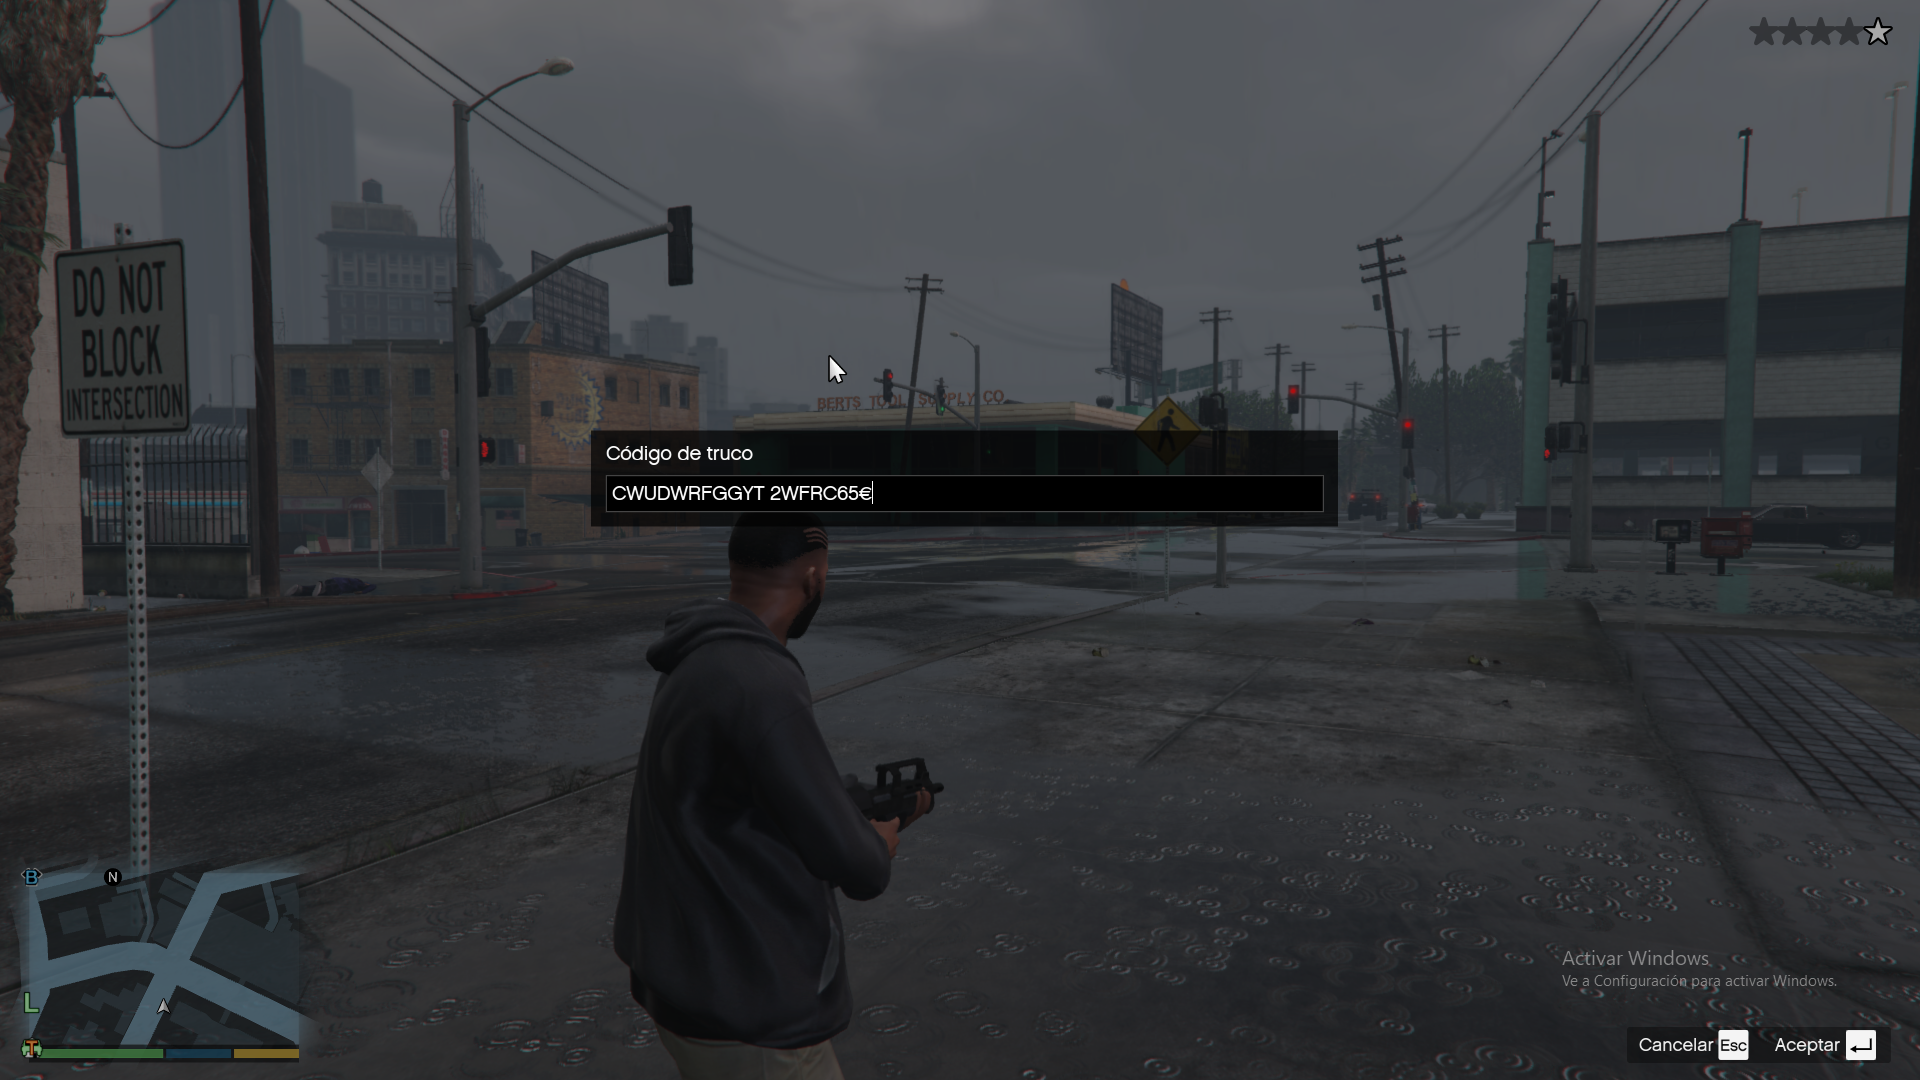 DO NOT
BLOCK
INTERSECTION
BERTS TOOL SUPPLY CO
Código de truco
CWUDWRFGGYT 2WFRC65€
B
N
L
T
Activar Windows
Ve a Configuración para activar Windows.
Cancelar Esc
Aceptar